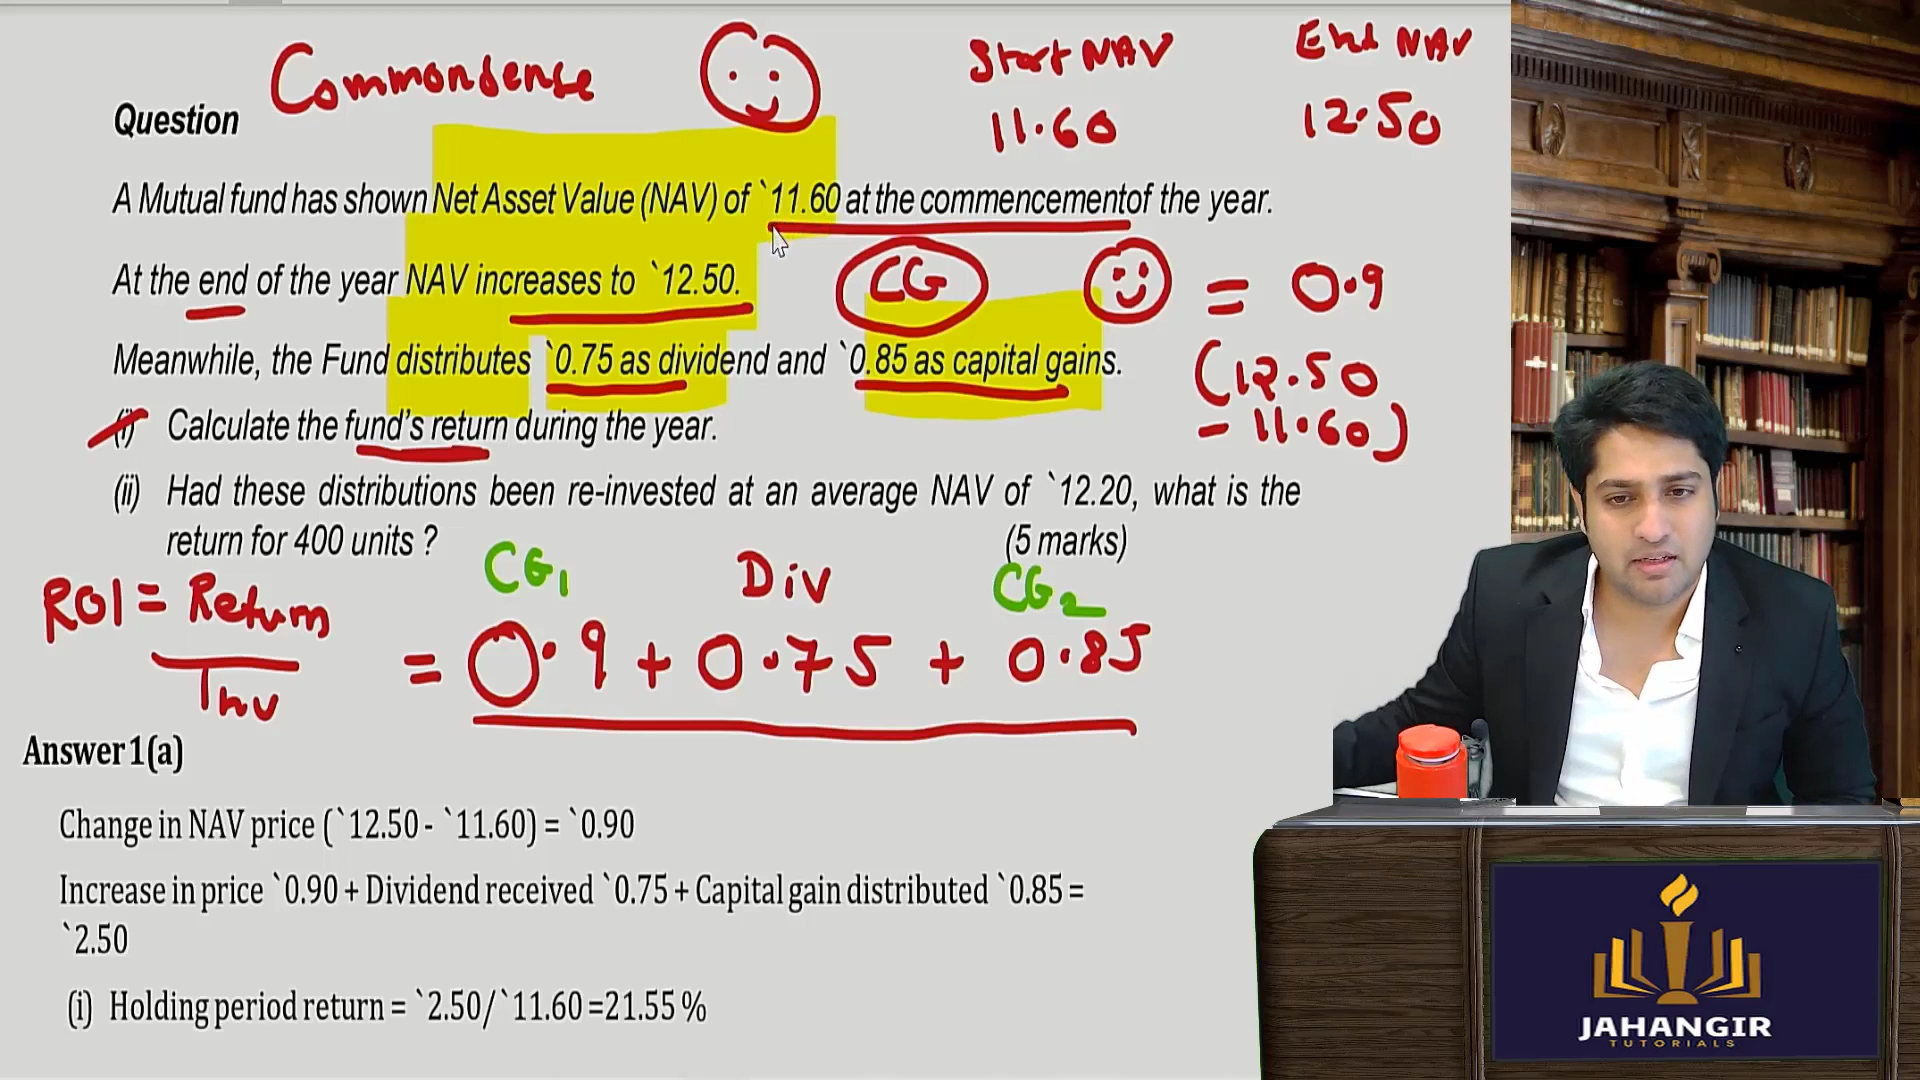 Commonsense
Start NAV
End NAV
11.60
12.50
Question
A Mutual fund has shown Net Asset Value (NAV) of `11.60 at the commencementof the year.
At the end of the year NAV increases to `12.50.
CG
= 0.9
Meanwhile, the Fund distributes `0.75 as dividend and `0.85 as capital gains.
(12.50
- 11.60)
(i) Calculate the fund's return during the year.
(ii) Had these distributions been re-invested at an average NAV of `12.20, what is the
return for 400 units ?
(5 marks)
CG1
Div
CG2
ROI = Return
Inv
= 0.9 + 0.75 + 0.85
Answer1(a)
Change in NAV price (`12.50 - `11.60) = `0.90
Increase in price `0.90 + Dividend received `0.75 + Capital gain distributed `0.85 =
`2.50
(i) Holding period return = `2.50/`11.60 =21.55 %
JAHANGIR
TUTORIALS